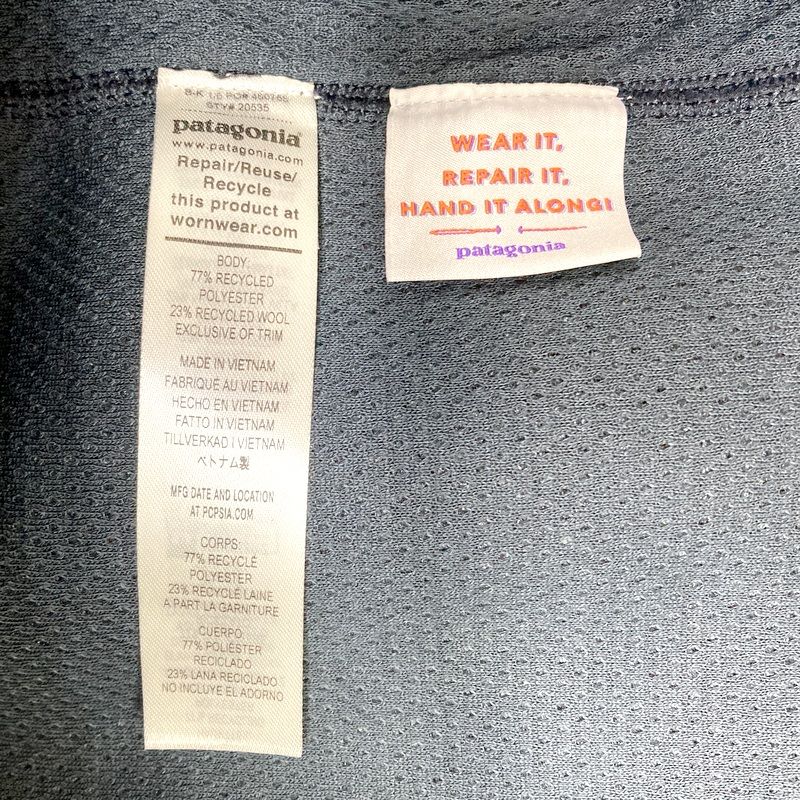 STY# 20535
patagonia®
www.patagonia.com
Repair/Reuse/
Recycle
this product at
wornwear.com
BODY:
77% RECYCLED
POLYESTER
23% RECYCLED WOOL
EXCLUSIVE OF TRIM
MADE IN VIETNAM
FABRIQUÉ AU VIETNAM
HECHO EN VIETNAM
FATTO IN VIETNAM
TILLVERKAD I VIETNAM
ベトナム製
MFG DATE AND LOCATION
AT PCPSIA.COM
CORPS:
77% RECYCLÉ
POLYESTER
23% RECYCLÉ LAINE
À PART LA GARNITURE
CUERPO:
77% POLIÉSTER
RECICLADO
23% LANA RECICLADO
NO INCLUYE EL ADORNO
WEAR IT,
REPAIR IT,
HAND IT ALONG!
patagonia